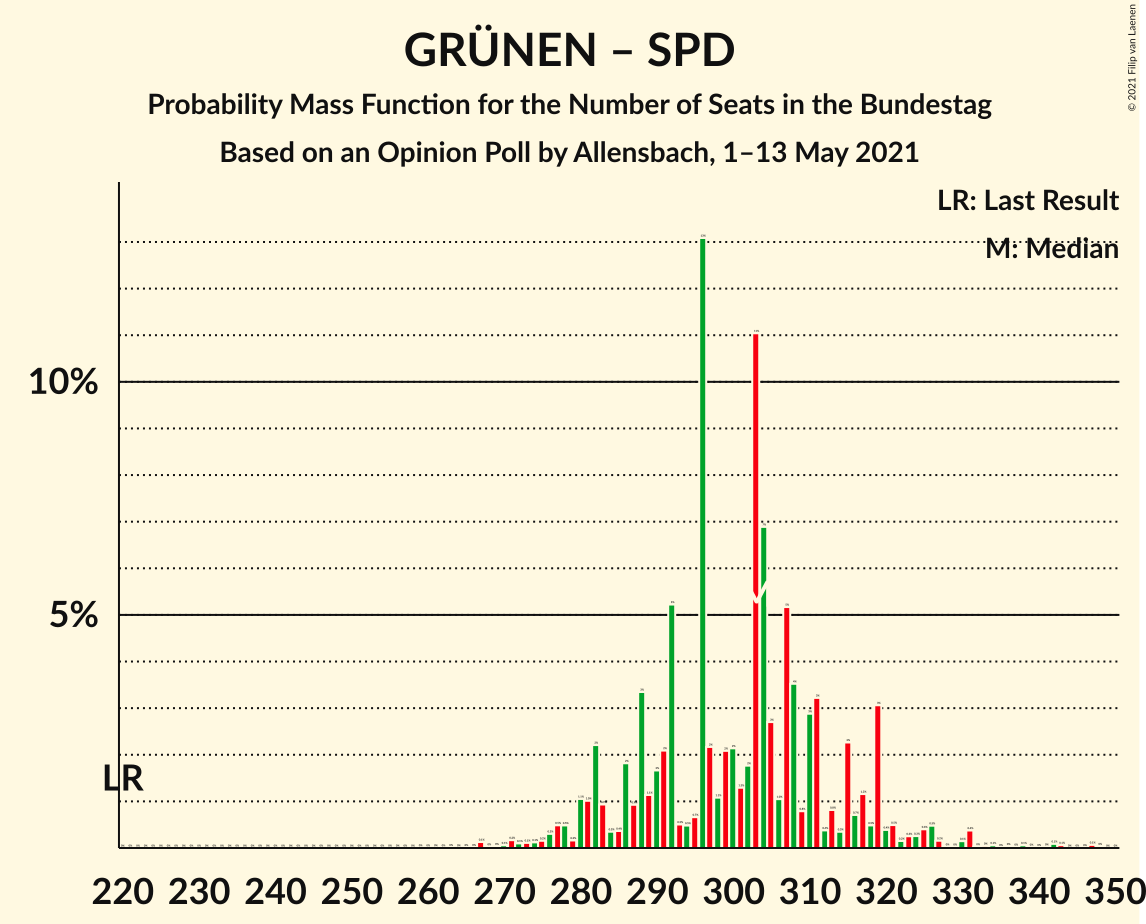 GRÜNEN – SPD
Probability Mass Function for the Number of Seats in the Bundestag
Based on an Opinion Poll by Allensbach, 1–13 May 2021
© 2021 Filip van Laenen
LR: Last Result
M: Median
10%
5%
LR
220 230 240 250 260 270 280 290 300 310 320 330 340 350